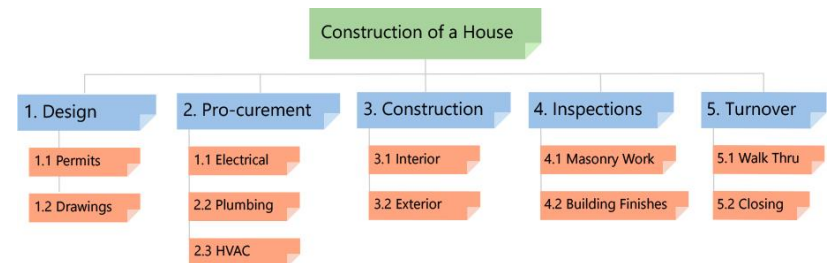 Construction of a House
1. Design
2. Pro-curement
3. Construction
4. Inspections
5. Turnover
1.1 Permits
1.1 Electrical
3.1 Interior
4.1 Masonry Work
5.1 Walk Thru
1.2 Drawings
2.2 Plumbing
3.2 Exterior
4.2 Building Finishes
5.2 Closing
2.3 HVAC